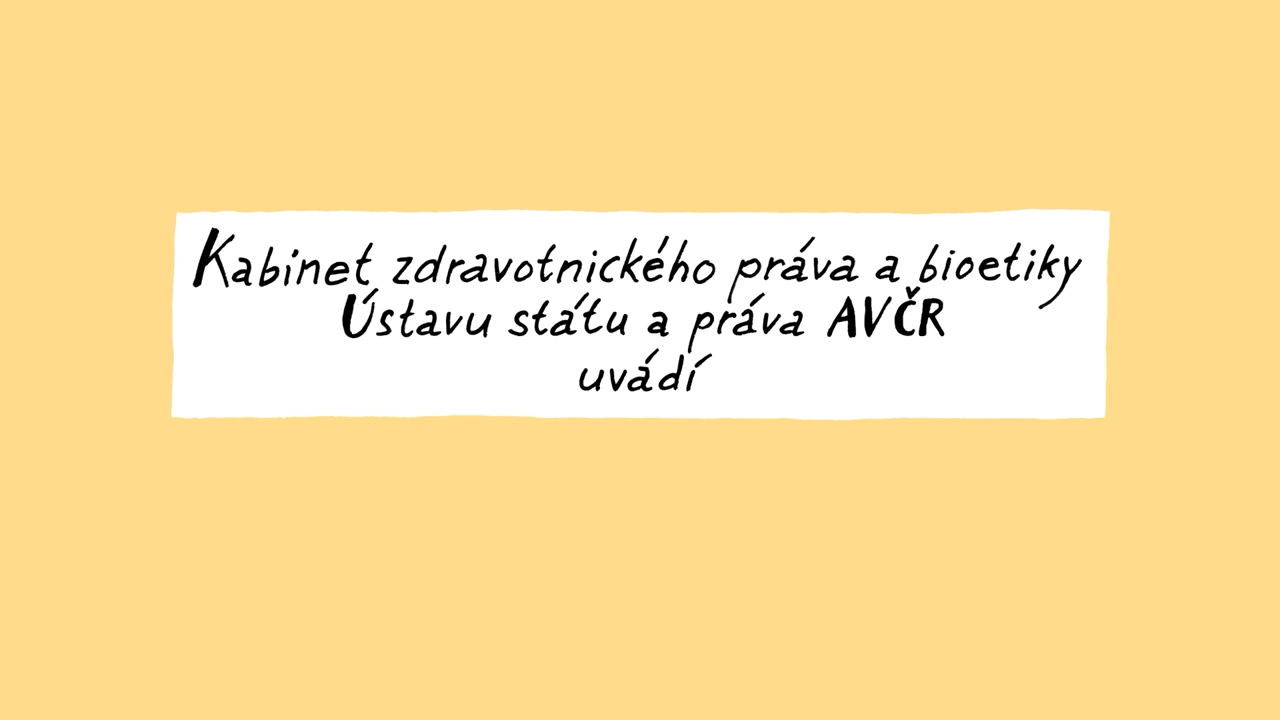 Kabinet zdravotnického práva a bioetiky
Ústavu státu a práva AVČR
uvádí